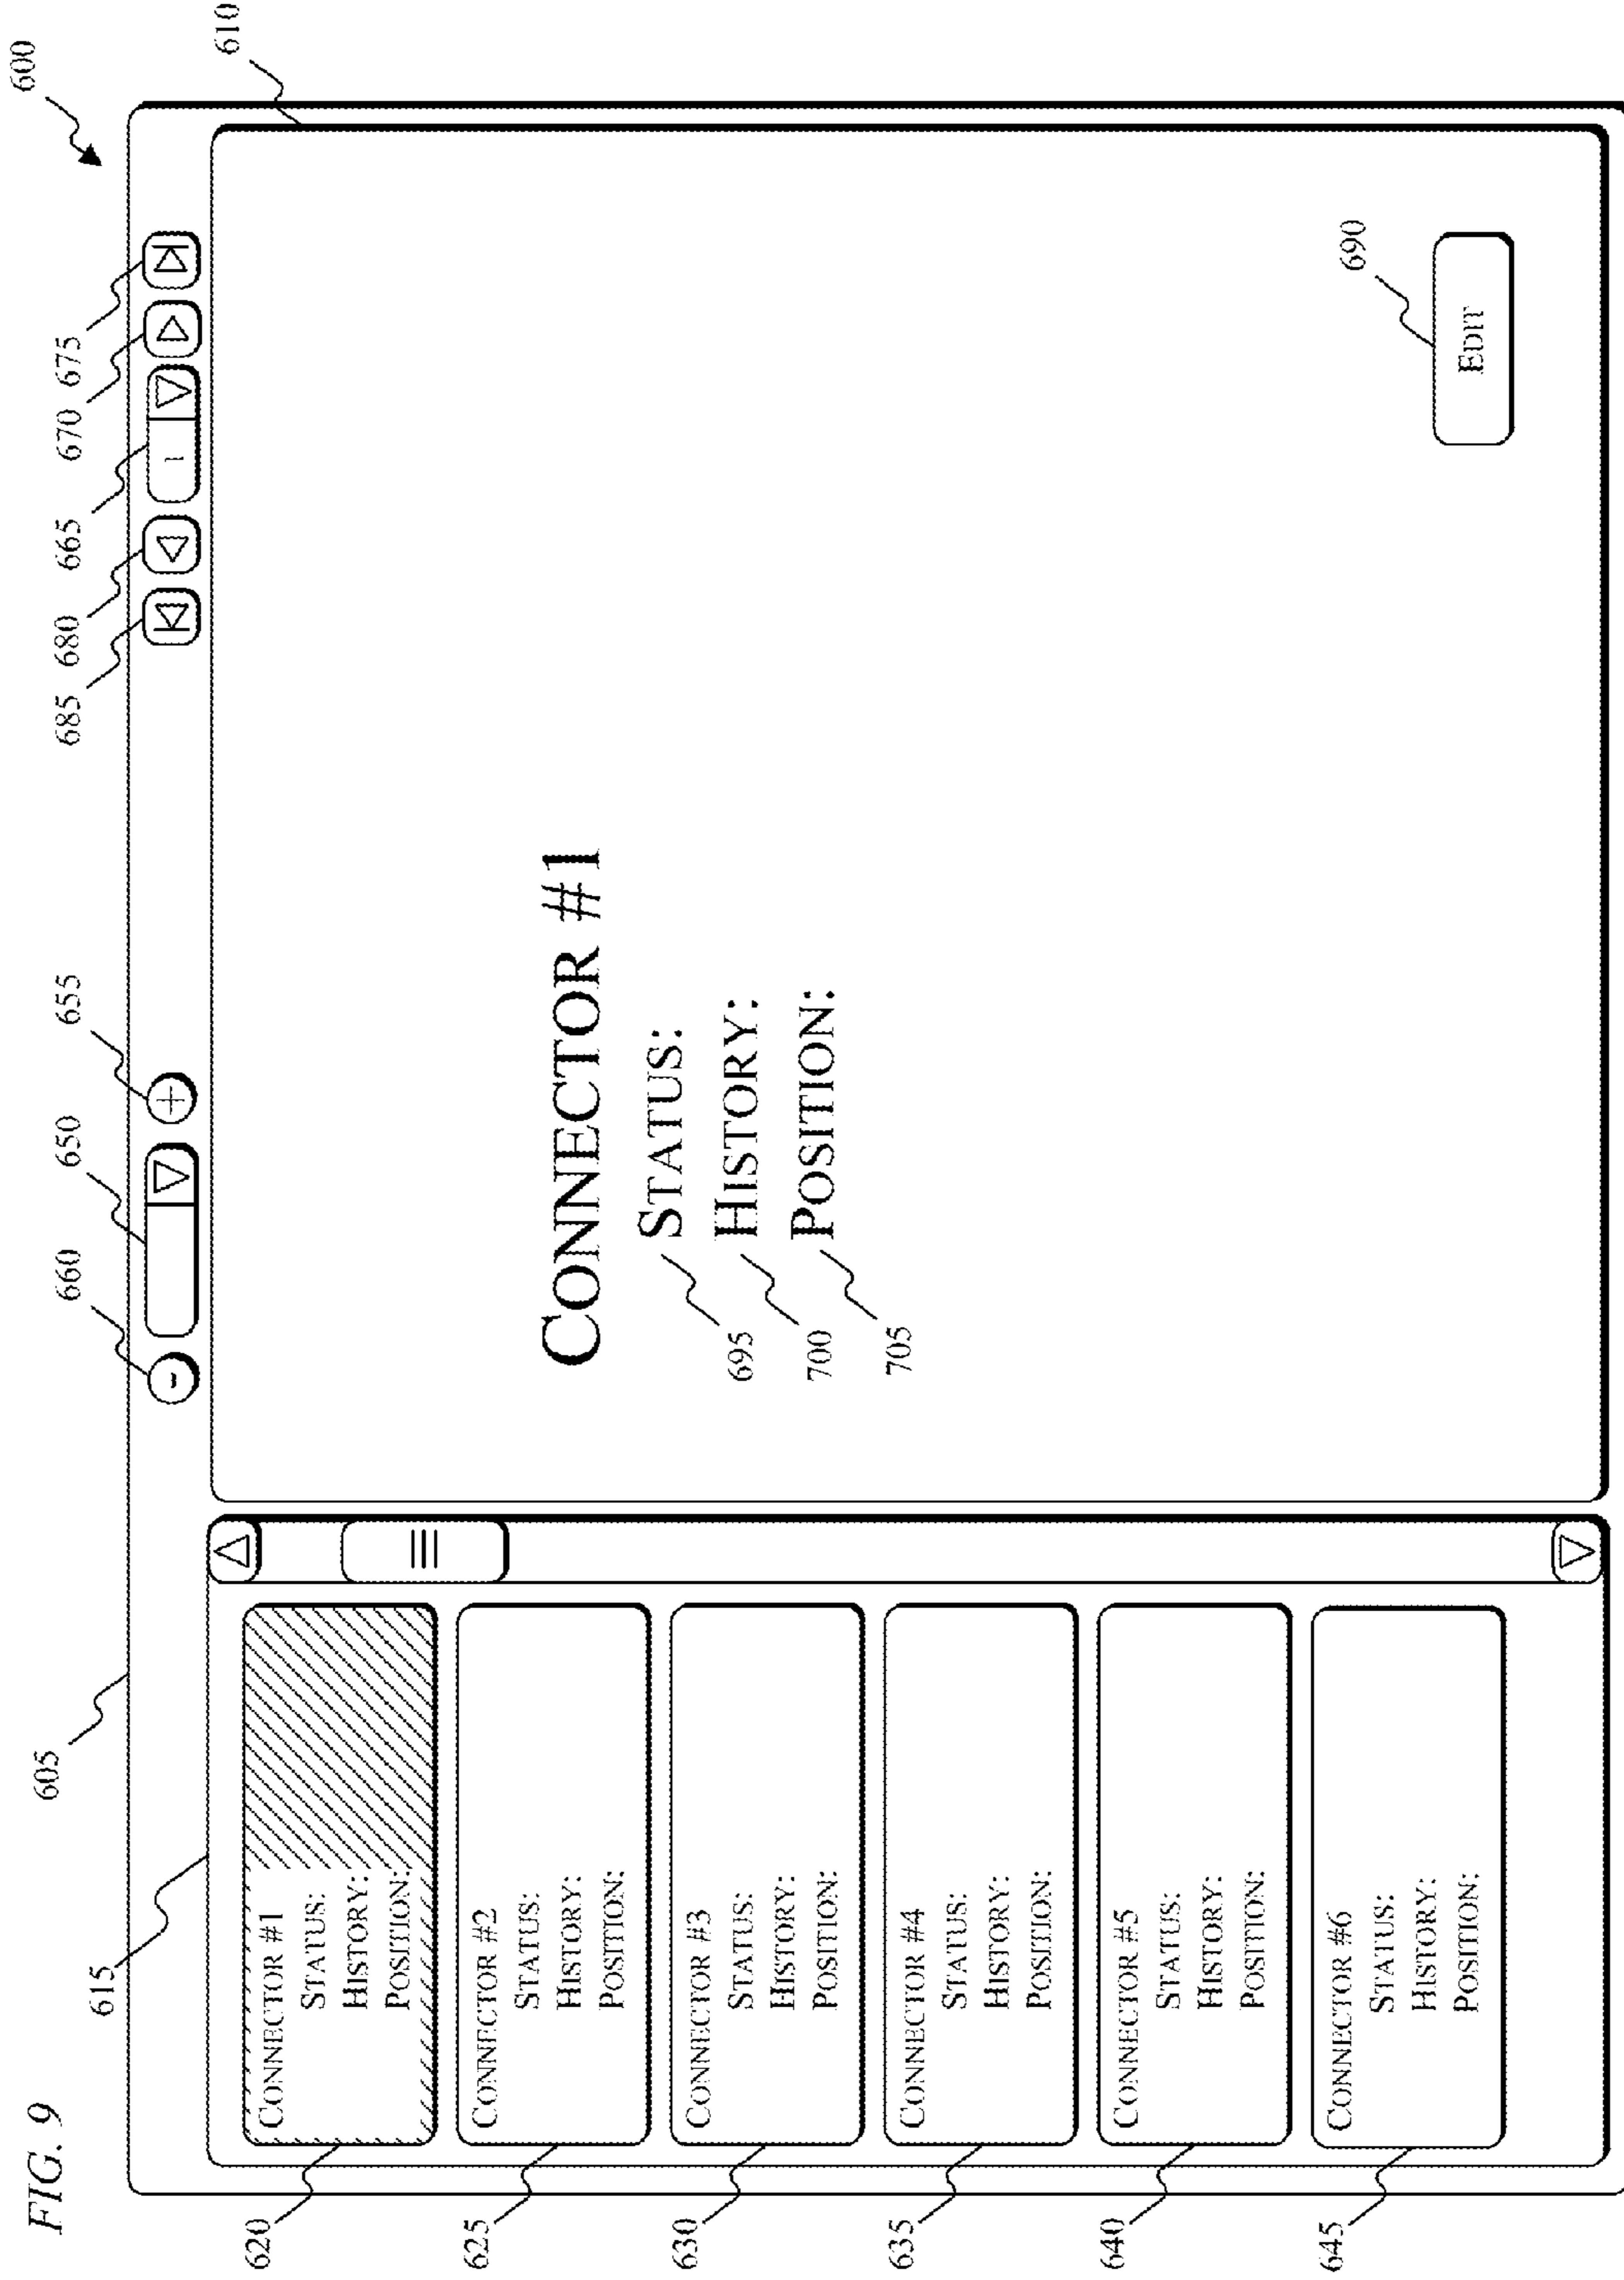 FIG. 9
600
605
610
615
660
650
655
685
680
665
670
675
-
+
1
620
CONNECTOR #1
STATUS:
HISTORY:
POSITION:
625
CONNECTOR #2
STATUS:
HISTORY:
POSITION:
630
CONNECTOR #3
STATUS:
HISTORY:
POSITION:
635
CONNECTOR #4
STATUS:
HISTORY:
POSITION:
640
CONNECTOR #5
STATUS:
HISTORY:
POSITION:
645
CONNECTOR #6
STATUS:
HISTORY:
POSITION:
CONNECTOR #1
695 STATUS:
700 HISTORY:
705 POSITION:
690
EDIT